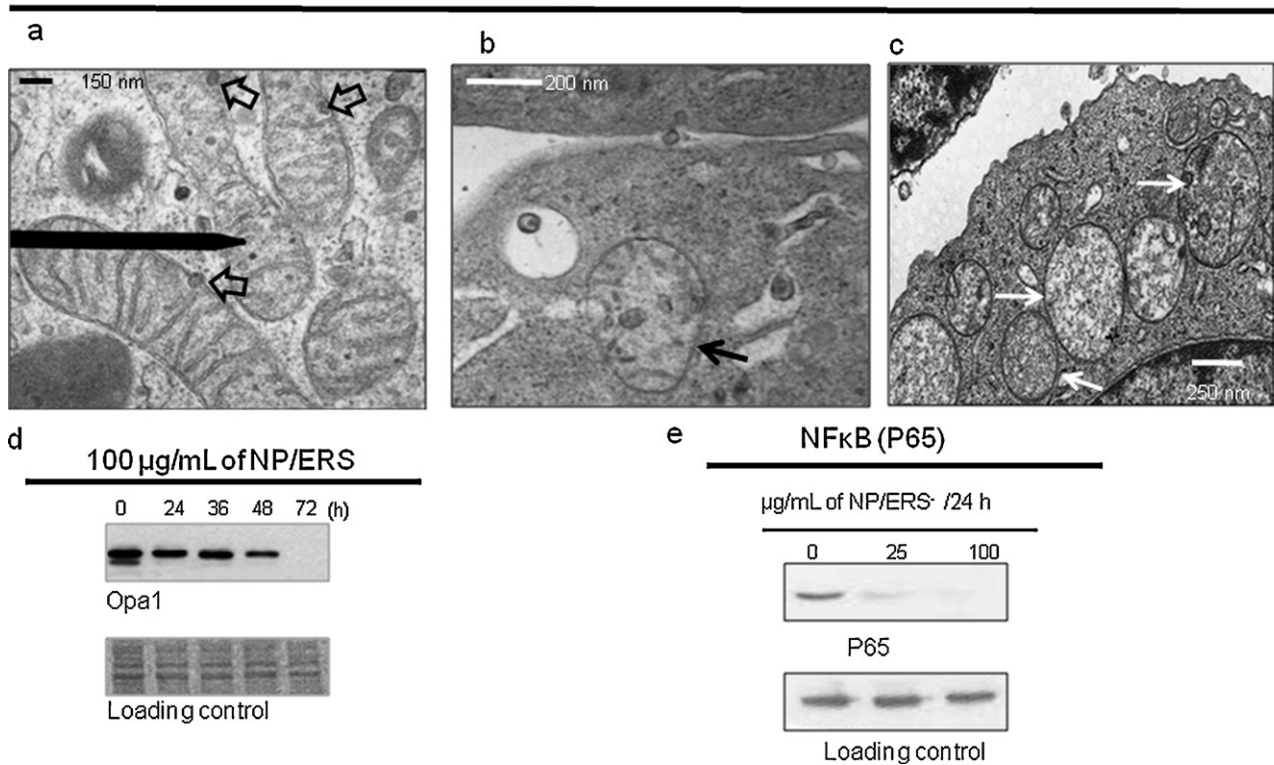 a
150 nm
b
200 nm
c
250 nm
d
100 µg/mL of NP/ERS
0 24 36 48 72 (h)
Opa1
Loading control
e
NFκB (P65)
µg/mL of NP/ERS- /24 h
0 25 100
P65
Loading control